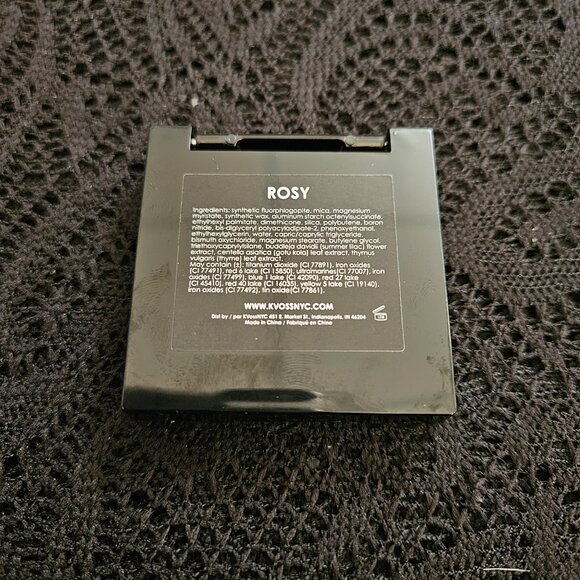 ROSY
Ingredients: synthetic fluorphlogopite, mica, magnesium
myristate, synthetic wax, aluminum starch octenylsuccinate,
ethylhexyl palmitate, dimethicone, silica, polybutene, boron
nitride, bis-diglyceryl polyacyladipate-2, phenoxyethanol,
ethylhexylglycerin, water, capric/caprylic triglyceride,
bismuth oxychloride, magnesium stearate, butylene glycol,
triethoxycaprylylsilane, buddleja davidii (summer lilac) flower
extract, centella asiatica (gotu kola) leaf extract, thymus
vulgaris (thyme) leaf extract.
May contain (±): titanium dioxide (CI 77891), iron oxides
(CI 77491), red 6 lake (CI 15850), ultramarines(CI 77007), iron
oxides (CI 77499), blue 1 lake (CI 42090), red 27 lake
(CI 45410), red 40 lake (CI 16035), yellow 5 lake (CI 19140),
iron oxides (CI 77492), tin oxide(CI 77861).
WWW.KVOSSNYC.COM
Dist by / par KVossNYC 451 E. Market St., Indianapolis, IN 46204
Made in China / Fabriqué en Chine